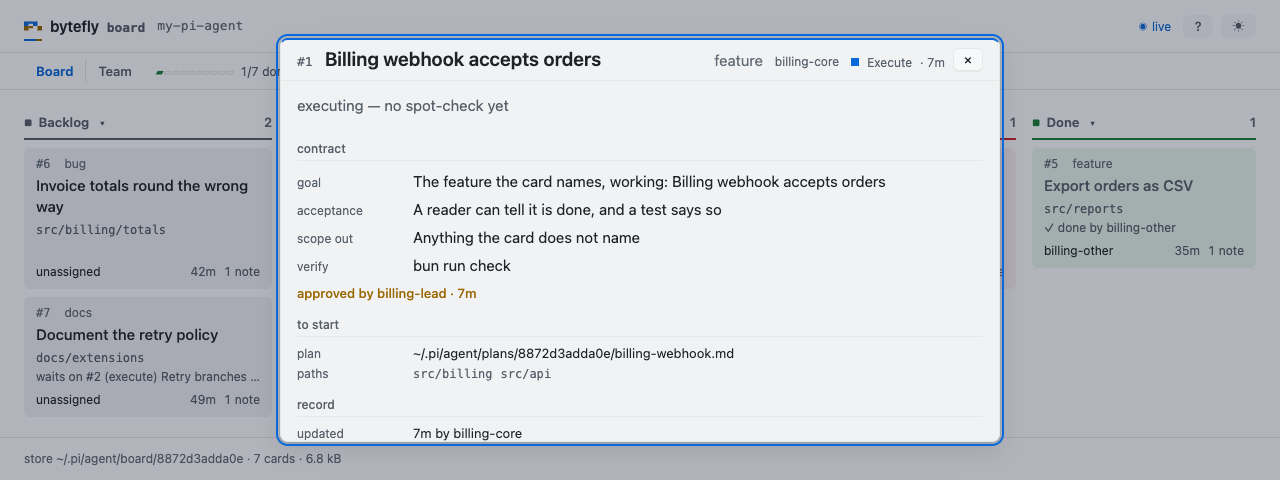 bytefly board my-pi-agent
live ?
Board Team 1/7
#1 Billing webhook accepts orders feature billing-core Execute · 7m ×
executing — no spot-check yet
contract
goal The feature the card names, working: Billing webhook accepts orders
acceptance A reader can tell it is done, and a test says so
scope out Anything the card does not name
verify bun run check
approved by billing-lead · 7m
to start
plan ~/.pi/agent/plans/8872d3adda0e/billing-webhook.md
paths src/billing src/api
record
updated 7m by billing-core
Backlog 2
#6 bug
Invoice totals round the wrong
way
src/billing/totals
unassigned 42m 1 note
#7 docs
Document the retry policy
docs/extensions
waits on #2 (execute) Retry branches …
unassigned 49m 1 note
1
Done 1
#5 feature
Export orders as CSV
src/reports
✓ done by billing-other
billing-other 35m 1 note
store ~/.pi/agent/board/8872d3adda0e · 7 cards · 6.8 kB